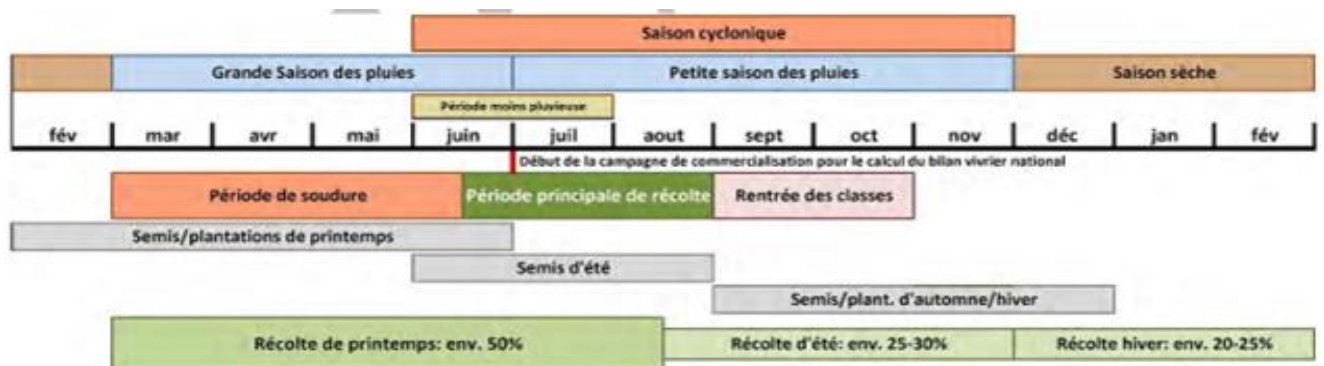 Saison cyclonique
Grande Saison des pluies Petite saison des pluies Saison sèche
Période moins pluvieuse
fév mar avr mai juin juil aout sept oct nov déc jan fév
Début de la campagne de commercialisation pour le calcul du bilan vivrier national
Période de soudure Période principale de récolte Rentrée des classes
Semis/plantations de printemps
Semis d'été
Semis/plant. d'automne/hiver
Récolte de printemps: env. 50% Récolte d'été: env. 25-30% Récolte hiver: env. 20-25%